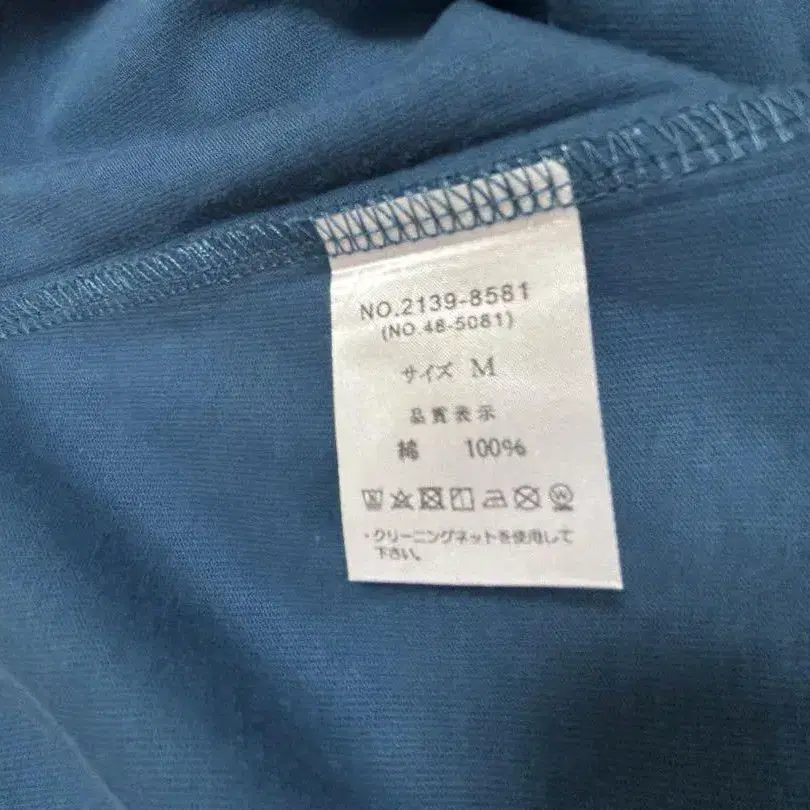 NO.2139-8581
(NO.48-5081)
サイズ M
品質表示
綿 100%
・クリーニングネットを使用して
下さい。